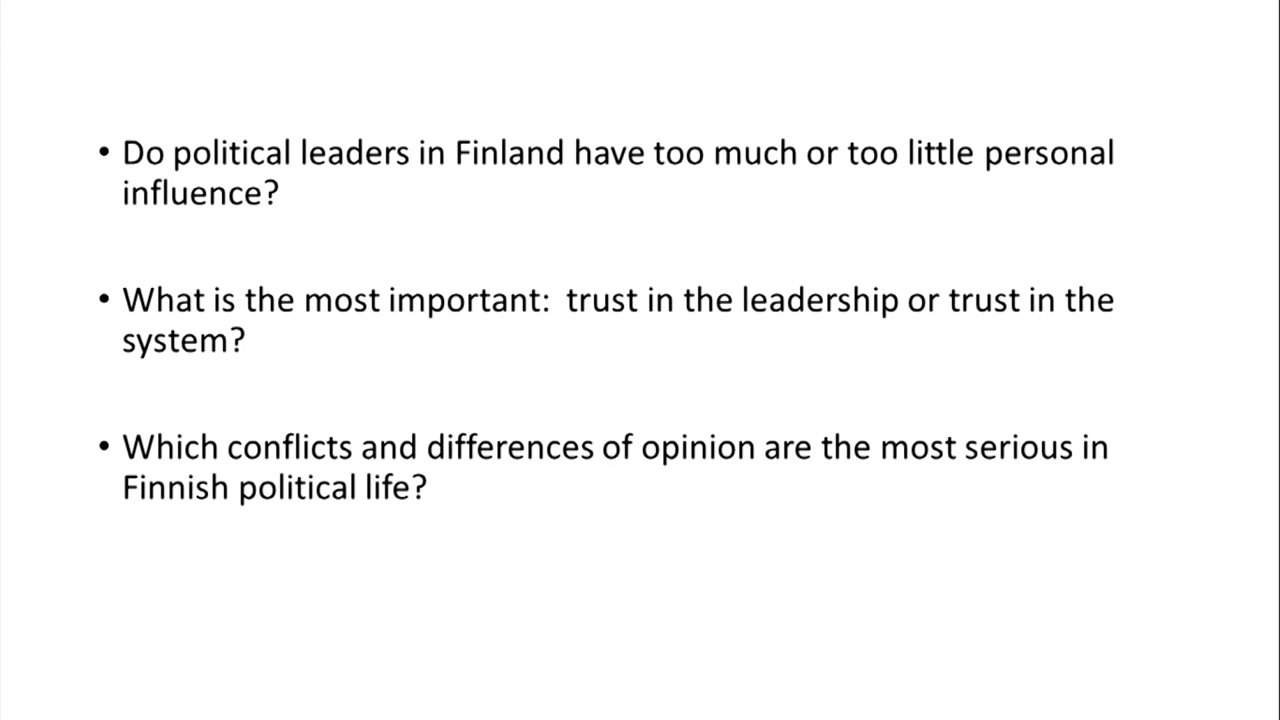 • Do political leaders in Finland have too much or too little personal
influence?
• What is the most important:  trust in the leadership or trust in the
system?
• Which conflicts and differences of opinion are the most serious in
Finnish political life?